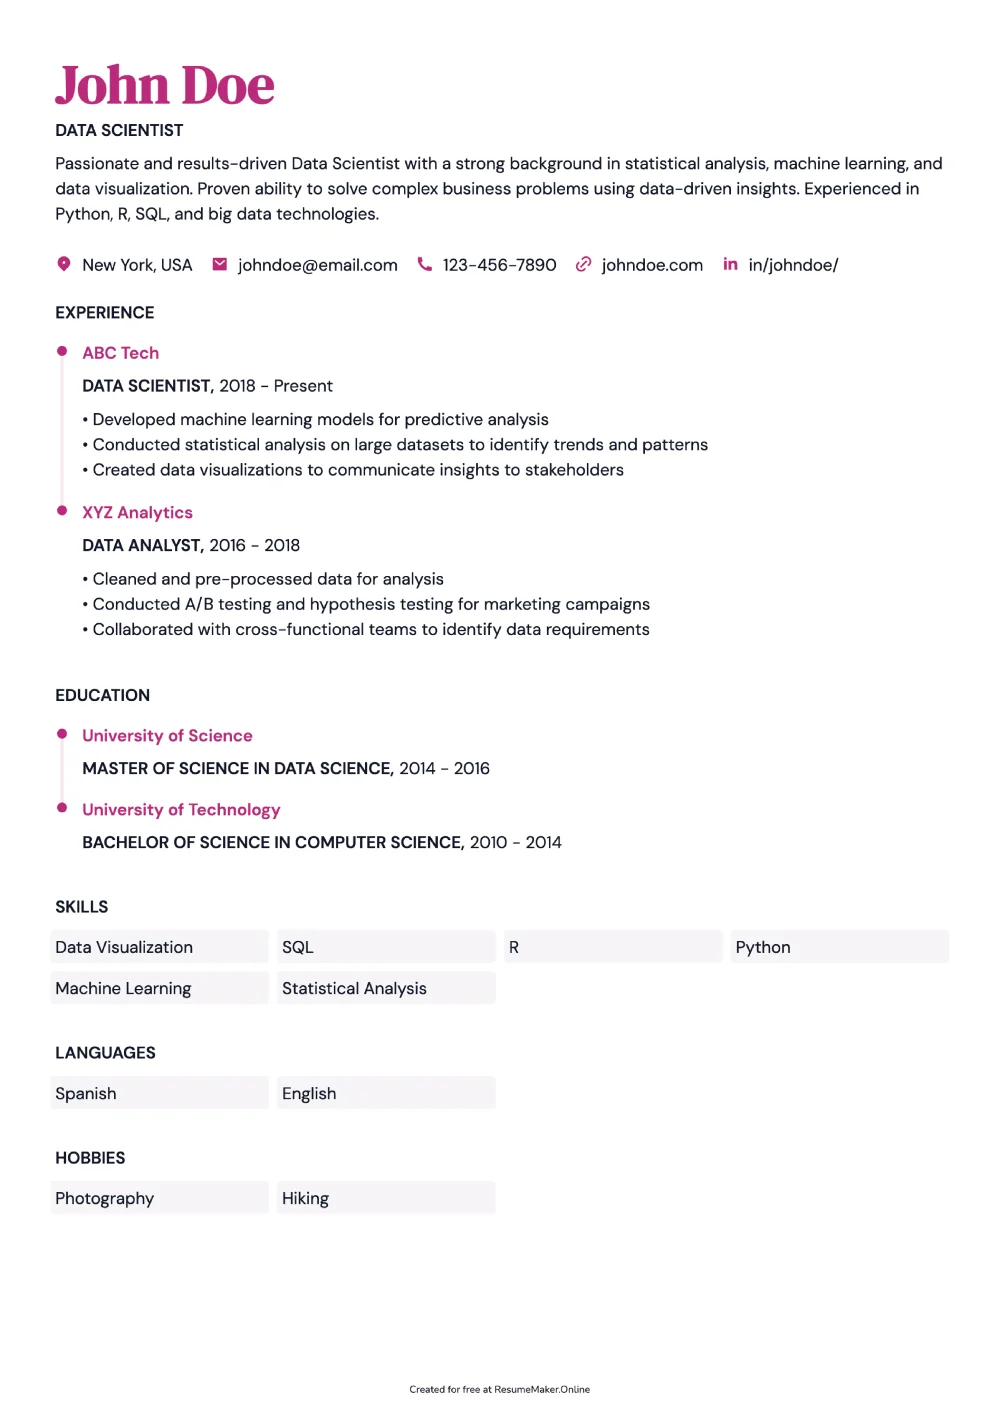 John Doe
DATA SCIENTIST
Passionate and results-driven Data Scientist with a strong background in statistical analysis, machine learning, and
data visualization. Proven ability to solve complex business problems using data-driven insights. Experienced in
Python, R, SQL, and big data technologies.
New York, USA johndoe@email.com 123-456-7890 johndoe.com in in/johndoe/
EXPERIENCE
ABC Tech
DATA SCIENTIST, 2018 - Present
• Developed machine learning models for predictive analysis
• Conducted statistical analysis on large datasets to identify trends and patterns
• Created data visualizations to communicate insights to stakeholders
XYZ Analytics
DATA ANALYST, 2016 - 2018
• Cleaned and pre-processed data for analysis
• Conducted A/B testing and hypothesis testing for marketing campaigns
• Collaborated with cross-functional teams to identify data requirements
EDUCATION
University of Science
MASTER OF SCIENCE IN DATA SCIENCE, 2014 - 2016
University of Technology
BACHELOR OF SCIENCE IN COMPUTER SCIENCE, 2010 - 2014
SKILLS
Data Visualization SQL R Python
Machine Learning Statistical Analysis
LANGUAGES
Spanish English
HOBBIES
Photography Hiking
Created for free at ResumeMaker.Online